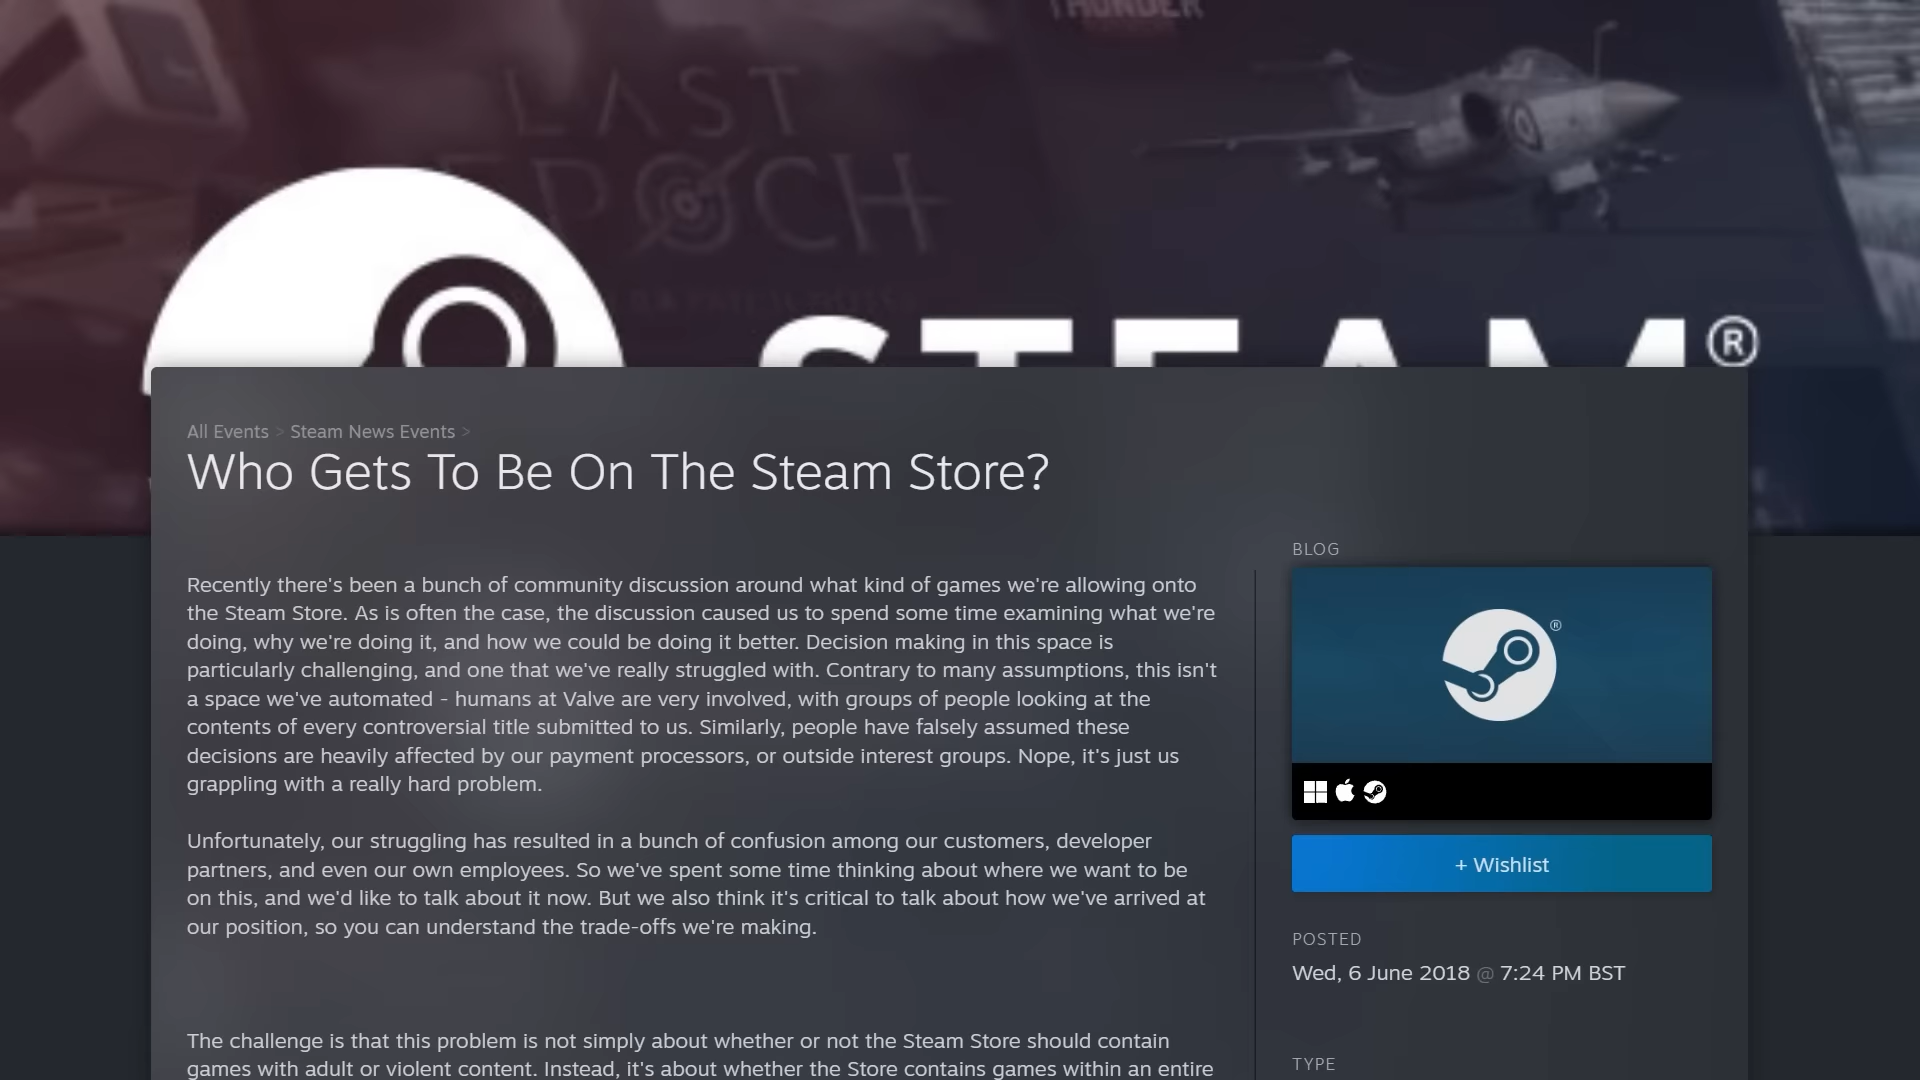 THUNDER
LAST
EPOCH
STEAM®
All Events > Steam News Events >
Who Gets To Be On The Steam Store?
Recently there's been a bunch of community discussion around what kind of games we're allowing onto
the Steam Store. As is often the case, the discussion caused us to spend some time examining what we're
doing, why we're doing it, and how we could be doing it better. Decision making in this space is
particularly challenging, and one that we've really struggled with. Contrary to many assumptions, this isn't
a space we've automated - humans at Valve are very involved, with groups of people looking at the
contents of every controversial title submitted to us. Similarly, people have falsely assumed these
decisions are heavily affected by our payment processors, or outside interest groups. Nope, it's just us
grappling with a really hard problem.
Unfortunately, our struggling has resulted in a bunch of confusion among our customers, developer
partners, and even our own employees. So we've spent some time thinking about where we want to be
on this, and we'd like to talk about it now. But we also think it's critical to talk about how we've arrived at
our position, so you can understand the trade-offs we're making.
The challenge is that this problem is not simply about whether or not the Steam Store should contain
games with adult or violent content. Instead, it's about whether the Store contains games within an entire
BLOG
®
+ Wishlist
POSTED
Wed, 6 June 2018 @ 7:24 PM BST
TYPE